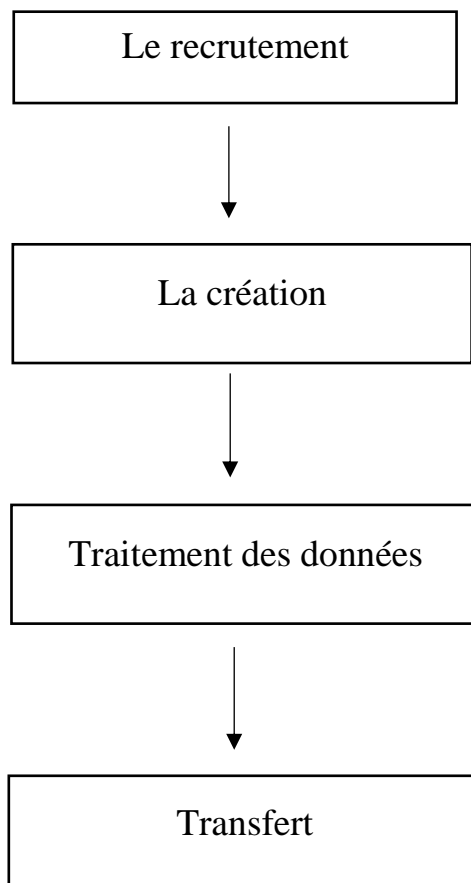 Le recrutement
La création
Traitement des données
Transfert